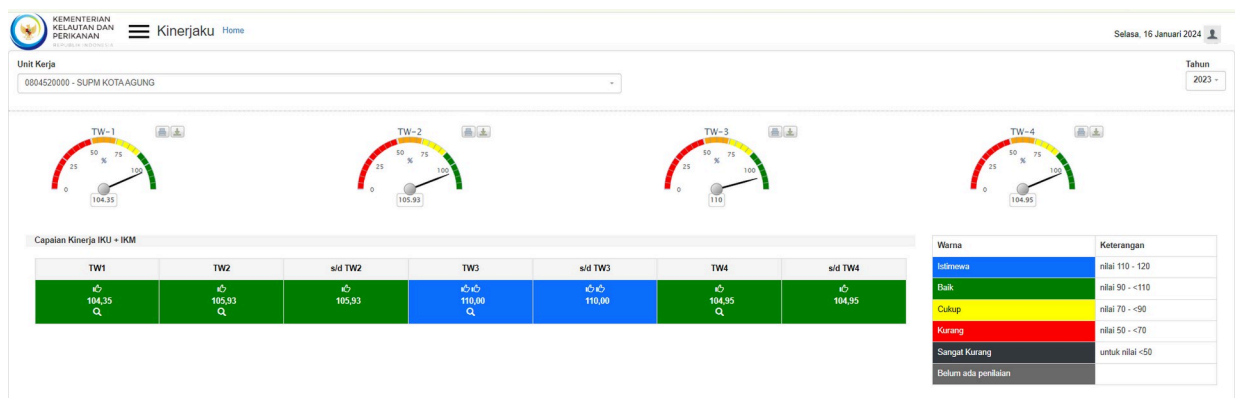 KEMENTERIAN
KELAUTAN DAN
PERIKANAN
REPUBLIK INDONESIA
Kinerjaku Home
Selasa, 16 Januari 2024
Unit Kerja
Tahun
0804520000 - SUPM KOTA AGUNG
2023
TW-1
0 25 50 75 100
%
104.35
TW-2
0 25 50 75 100
%
105.93
TW-3
0 25 50 75 100
%
110
TW-4
0 25 50 75 100
%
104.95
Capaian Kinerja IKU + IKM
TW1 TW2 s/d TW2 TW3 s/d TW3 TW4 s/d TW4
104,35 105,93 105,93 110,00 110,00 104,95 104,95
Warna Keterangan
Istimewa nilai 110 - 120
Baik nilai 90 - <110
Cukup nilai 70 - <90
Kurang nilai 50 - <70
Sangat Kurang untuk nilai <50
Belum ada penilaian